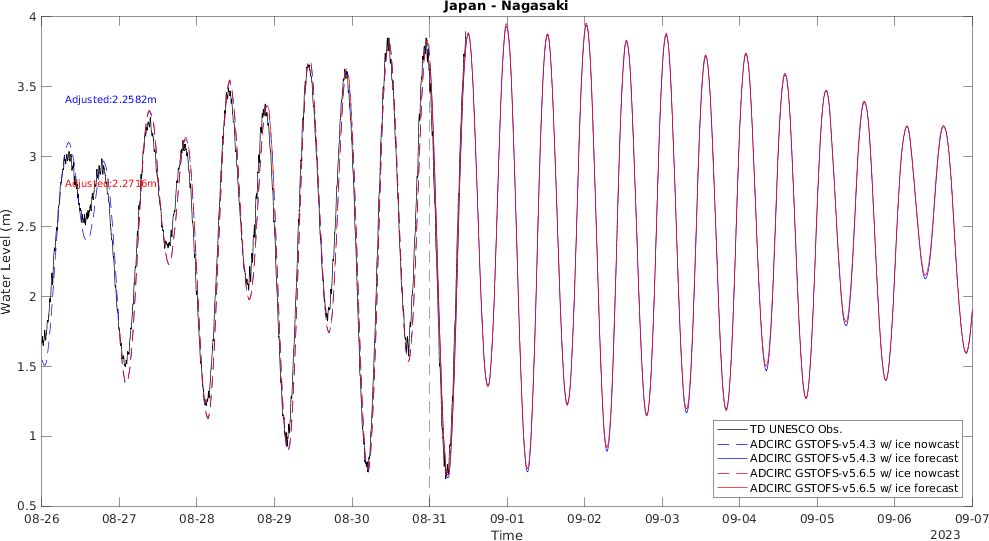 Japan - Nagasaki
4
3.5
3
2.5
2
1.5
1
0.5
Water Level (m)
Adjusted:2.2582m
Adjusted:2.2716m
TD UNESCO Obs.
ADCIRC GSTOFS-v5.4.3 w/ ice nowcast
ADCIRC GSTOFS-v5.4.3 w/ ice forecast
ADCIRC GSTOFS-v5.6.5 w/ ice nowcast
ADCIRC GSTOFS-v5.6.5 w/ ice forecast
08-26 08-27 08-28 08-29 08-30 08-31 09-01 09-02 09-03 09-04 09-05 09-06 09-07
Time
2023